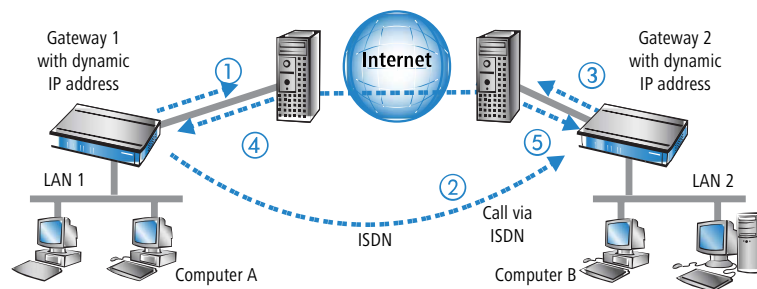 Gateway 1
with dynamic
IP address
1
Internet
Gateway 2
with dynamic
IP address
3
4
5
LAN 1
2
LAN 2
Call via
ISDN
ISDN
Computer A
Computer B